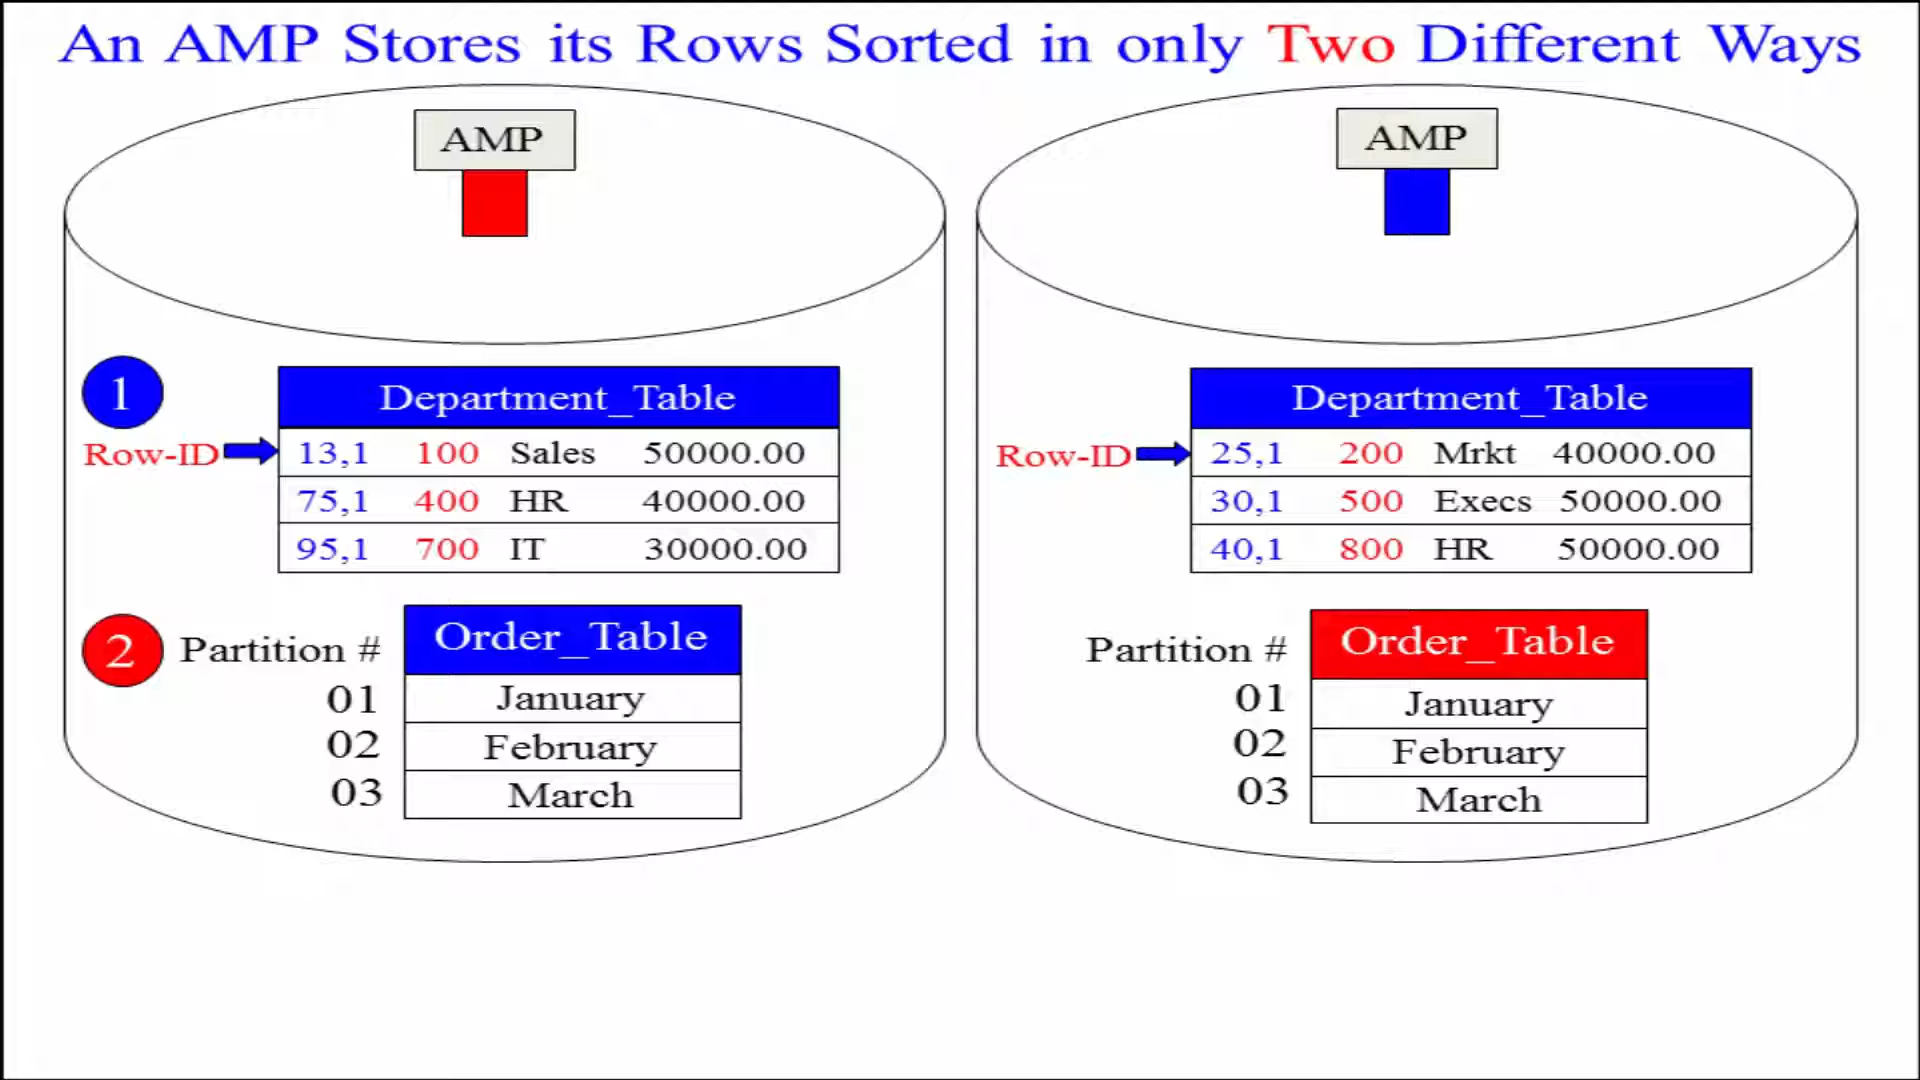 An AMP Stores its Rows Sorted in only Two Different Ways
AMP
1
Department_Table
Row-ID
13,1 100 Sales 50000.00
75,1 400 HR 40000.00
95,1 700 IT 30000.00
2
Partition #
Order_Table
01 January
02 February
03 March
AMP
Department_Table
Row-ID
25,1 200 Mrkt 40000.00
30,1 500 Execs 50000.00
40,1 800 HR 50000.00
Partition #
Order_Table
01 January
02 February
03 March